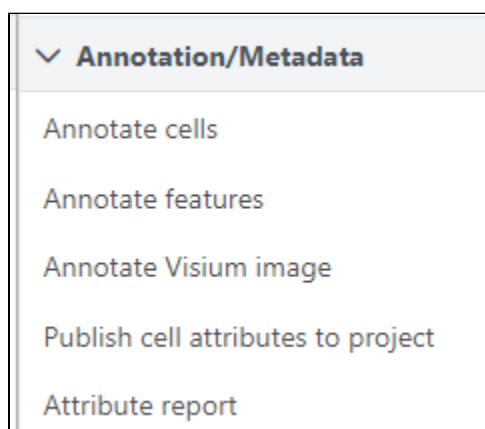 Annotation/Metadata
Annotate cells
Annotate features
Annotate Visium image
Publish cell attributes to project
Attribute report